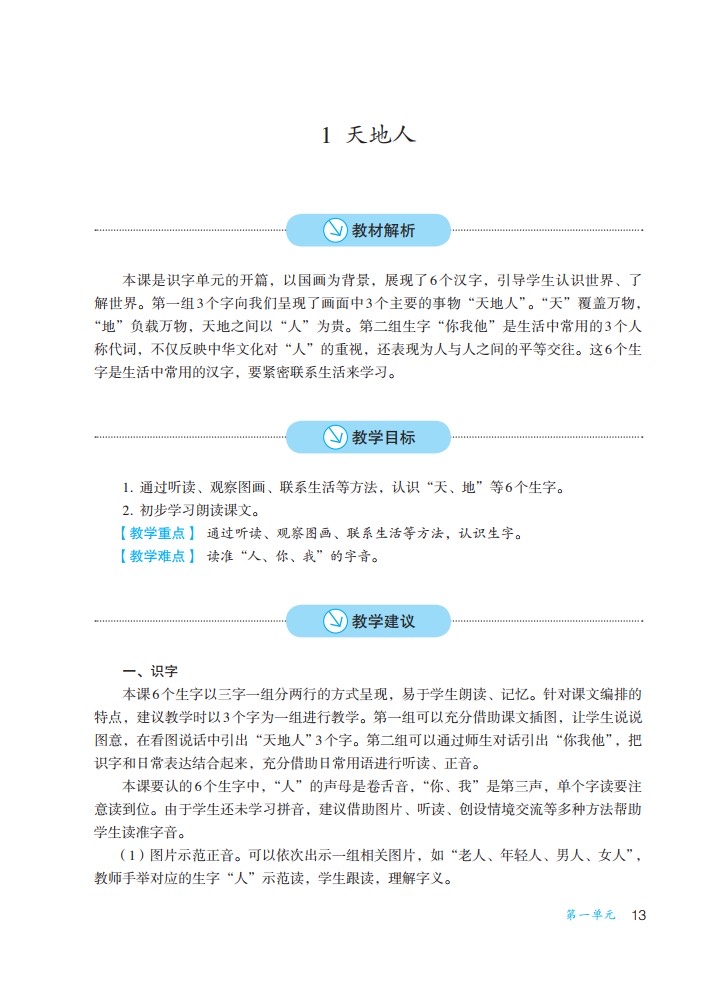 1 天地人
教材解析
本课是识字单元的开篇，以国画为背景，展现了6个汉字，引导学生认识世界、了
解世界。第一组3个字向我们呈现了画面中3个主要的事物“天地人”。“天”覆盖万物，
“地”负载万物，天地之间以“人”为贵。第二组生字“你我他”是生活中常用的3个人
称代词，不仅反映中华文化对“人”的重视，还表现为人与人之间的平等交往。这6个生
字是生活中常用的汉字，要紧密联系生活来学习。
教学目标
1. 通过听读、观察图画、联系生活等方法，认识“天、地”等6个生字。
2. 初步学习朗读课文。
【教学重点】 通过听读、观察图画、联系生活等方法，认识生字。
【教学难点】 读准“人、你、我”的字音。
教学建议
一、识字
本课6个生字以三字一组分两行的方式呈现，易于学生朗读、记忆。针对课文编排的
特点，建议教学时以3个字为一组进行教学。第一组可以充分借助课文插图，让学生说说
图意，在看图说话中引出“天地人”3个字。第二组可以通过师生对话引出“你我他”，把
识字和日常表达结合起来，充分借助日常用语进行听读、正音。
本课要认的6个生字中，“人”的声母是卷舌音，“你、我”是第三声，单个字读要注
意读到位。由于学生还未学习拼音，建议借助图片、听读、创设情境交流等多种方法帮助
学生读准字音。
（1）图片示范正音。可以依次出示一组相关图片，如“老人、年轻人、男人、女人”，
教师手举对应的生字“人”示范读，学生跟读，理解字义。
第一单元 13